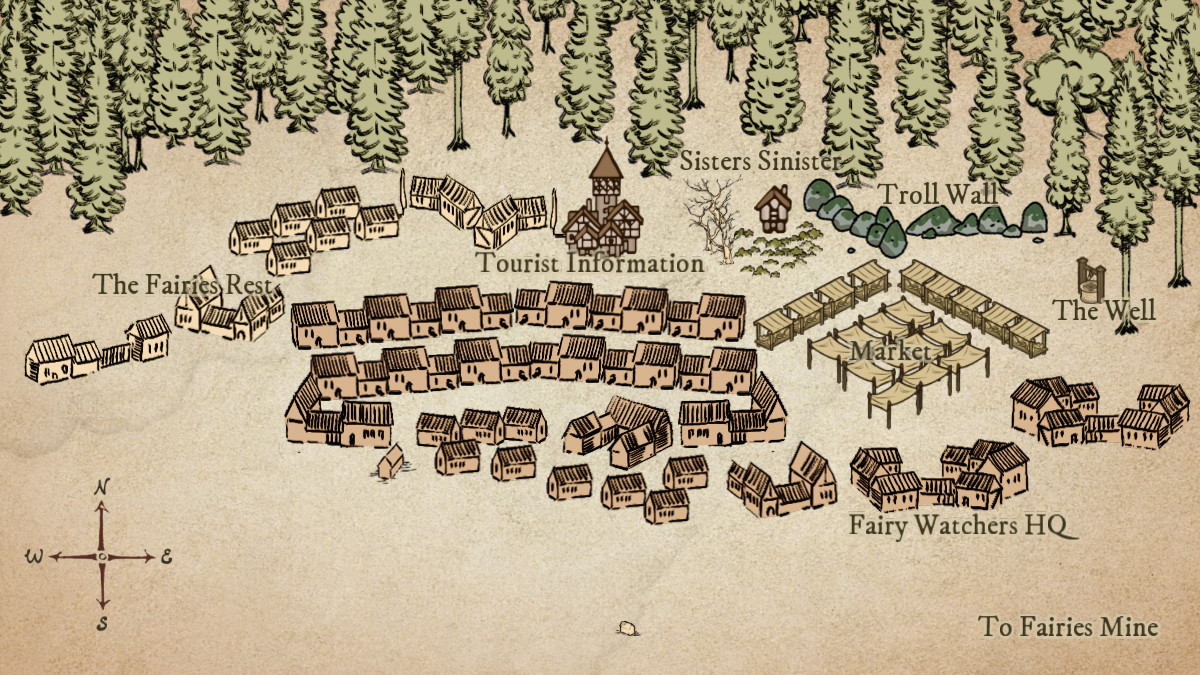 Sisters Sinister
Troll Wall
Tourist Information
The Fairies Rest
The Well
Market
N
W E
S
Fairy Watchers HQ
To Fairies Mine